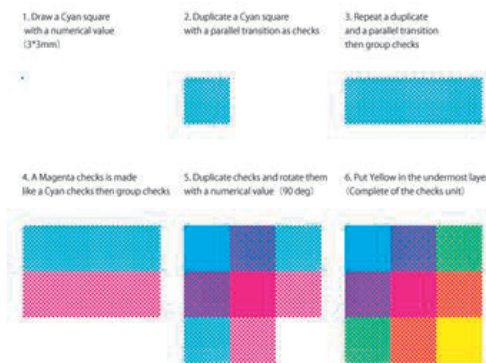 1. Draw a Cyan square
with a numerical value
(3*3mm)
2. Duplicate a Cyan square
with a parallel transition as checks
3. Repeat a duplicate
and a parallel transition
then group checks
4. A Magenta checks is made
like a Cyan checks then group checks
5. Duplicate checks and rotate them
with a numerical value (90 deg)
6. Put Yellow in the undermost layer
(Complete of the checks unit)